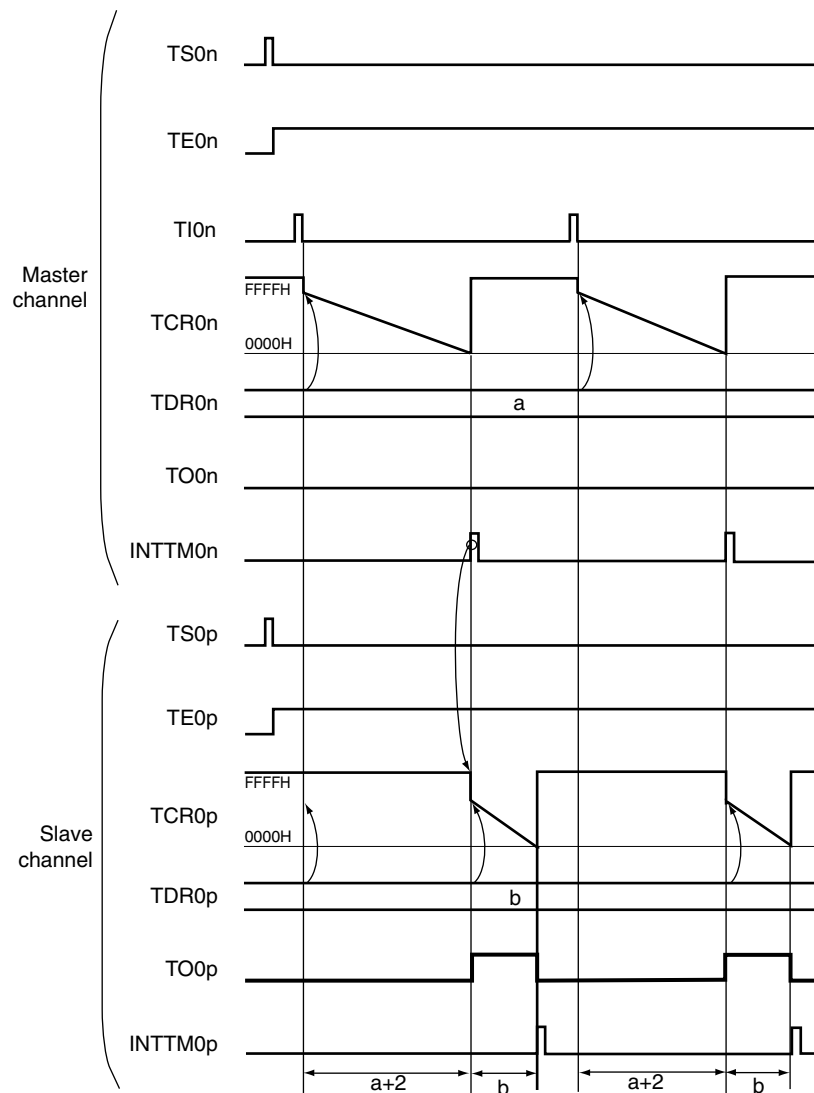 TS0n
TE0n
TI0n
Master
channel
FFFFH
TCR0n
0000H
TDR0n
a
TO0n
INTTM0n
TS0p
TE0p
FFFFH
TCR0p
Slave
channel
0000H
TDR0p
b
TO0p
INTTM0p
a+2
b
a+2
b